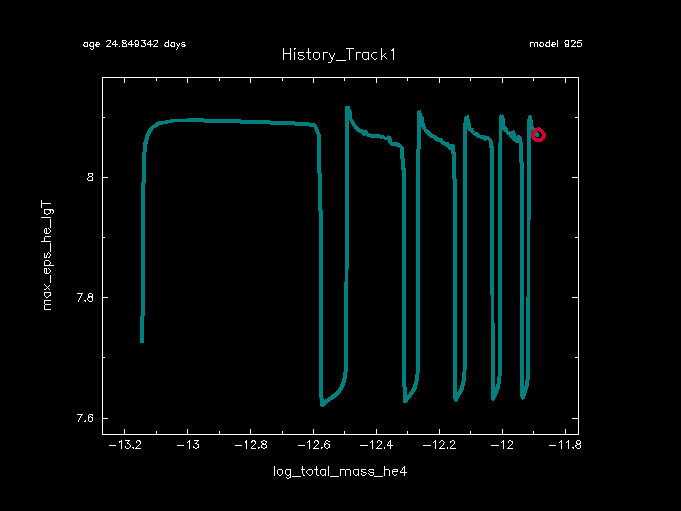 age 24.849342 days
model 925
History_Track1
max_eps_he_lgT
8
7.8
7.6
−13.2 −13 −12.8 −12.6 −12.4 −12.2 −12 −11.8
log_total_mass_he4